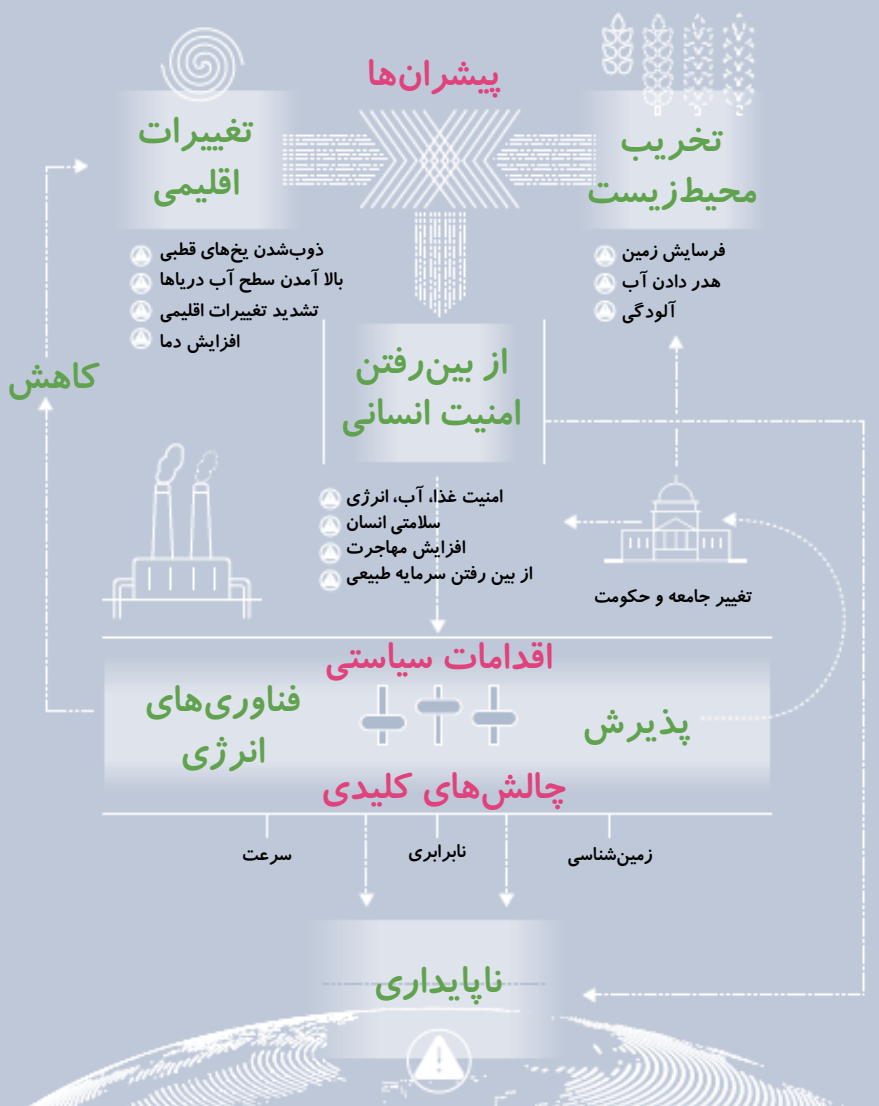 پیشران‌ها
تخریب
محیط‌زیست
فرسایش زمین
هدر دادن آب
آلودگی
تغییرات
اقلیمی
ذوب‌شدن یخ‌های قطبی
بالا آمدن سطح آب دریاها
تشدید تغییرات اقلیمی
افزایش دما
کاهش
از بین‌رفتن
امنیت انسانی
امنیت غذا، آب، انرژی
سلامتی انسان
افزایش مهاجرت
از بین رفتن سرمایه طبیعی
تغییر جامعه و حکومت
اقدامات سیاستی
پذیرش
فناوری‌های
انرژی
چالش‌های کلیدی
زمین‌شناسی
نابرابری
سرعت
ناپایداری